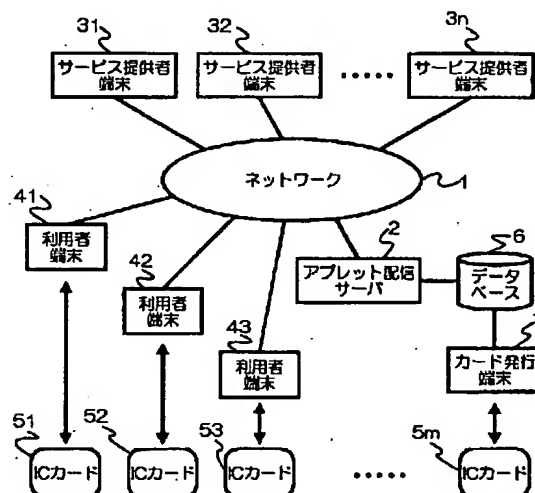 31
32
3n
サービス提供者
端末
サービス提供者
端末
.....
サービス提供者
端末
ネットワーク
1
41
利用者
端末
42
利用者
端末
43
利用者
端末
2
アプレット配信
サーバ
6
データ
ベース
カード発行
端末
51
ICカード
52
ICカード
53
ICカード
.....
5m
ICカード